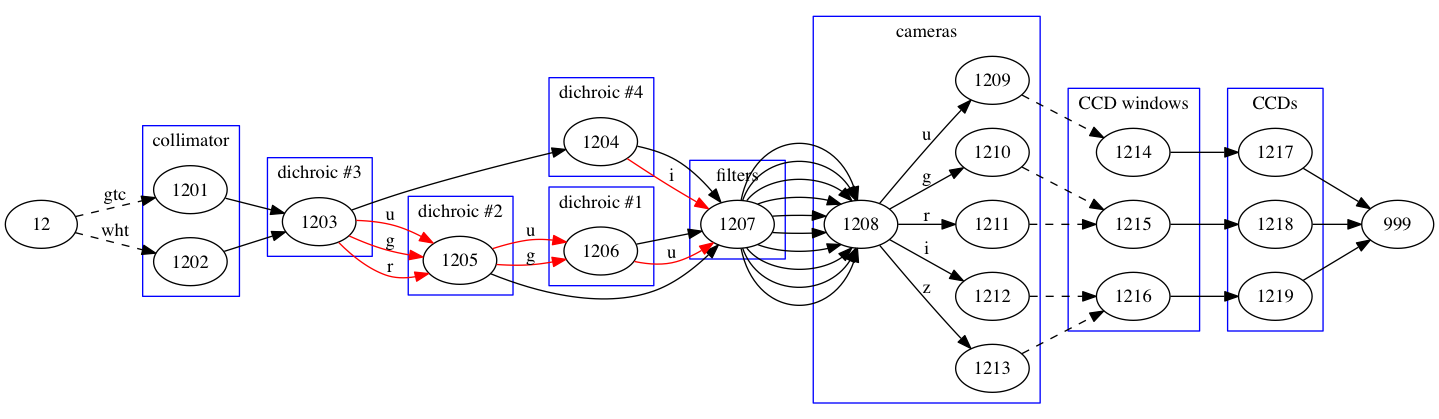 12
gtc
wht
collimator
1201
1202
dichroic #3
1203
u
g
r
dichroic #2
1205
u
g
dichroic #4
1204
i
dichroic #1
1206
u
filters
1207
cameras
1208
u
g
r
i
z
1209
1210
1211
1212
1213
CCD windows
1214
1215
1216
CCDs
1217
1218
1219
999